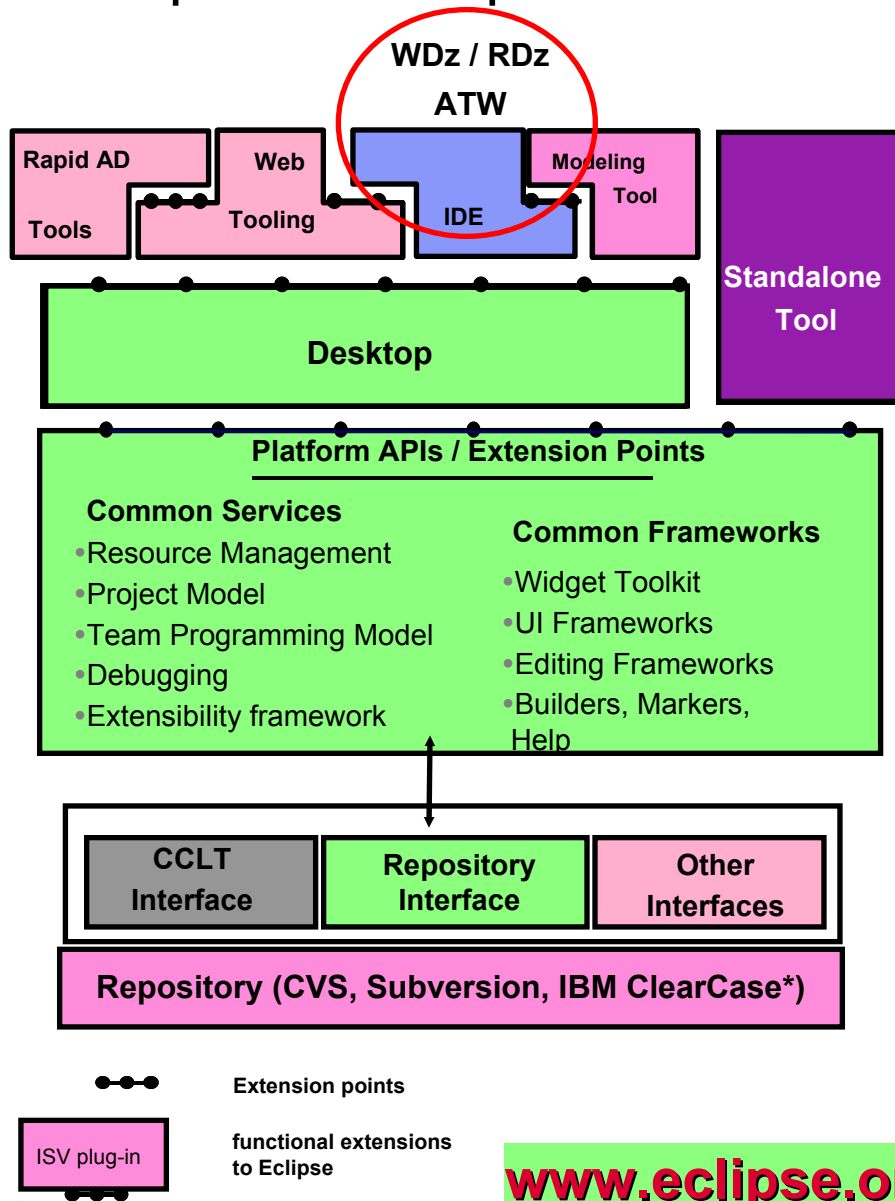 WDz / RDz
ATW
Rapid AD
Tools
Web
Tooling
IDE
Modeling
Tool
Standalone
Tool
Desktop
Platform APIs / Extension Points
Common Services
•Resource Management
•Project Model
•Team Programming Model
•Debugging
•Extensibility framework
Common Frameworks
•Widget Toolkit
•UI Frameworks
•Editing Frameworks
•Builders, Markers,
Help
CCLT
Interface
Repository
Interface
Other
Interfaces
Repository (CVS, Subversion, IBM ClearCase*)
Extension points
ISV plug-in
functional extensions
to Eclipse
www.eclipse.o